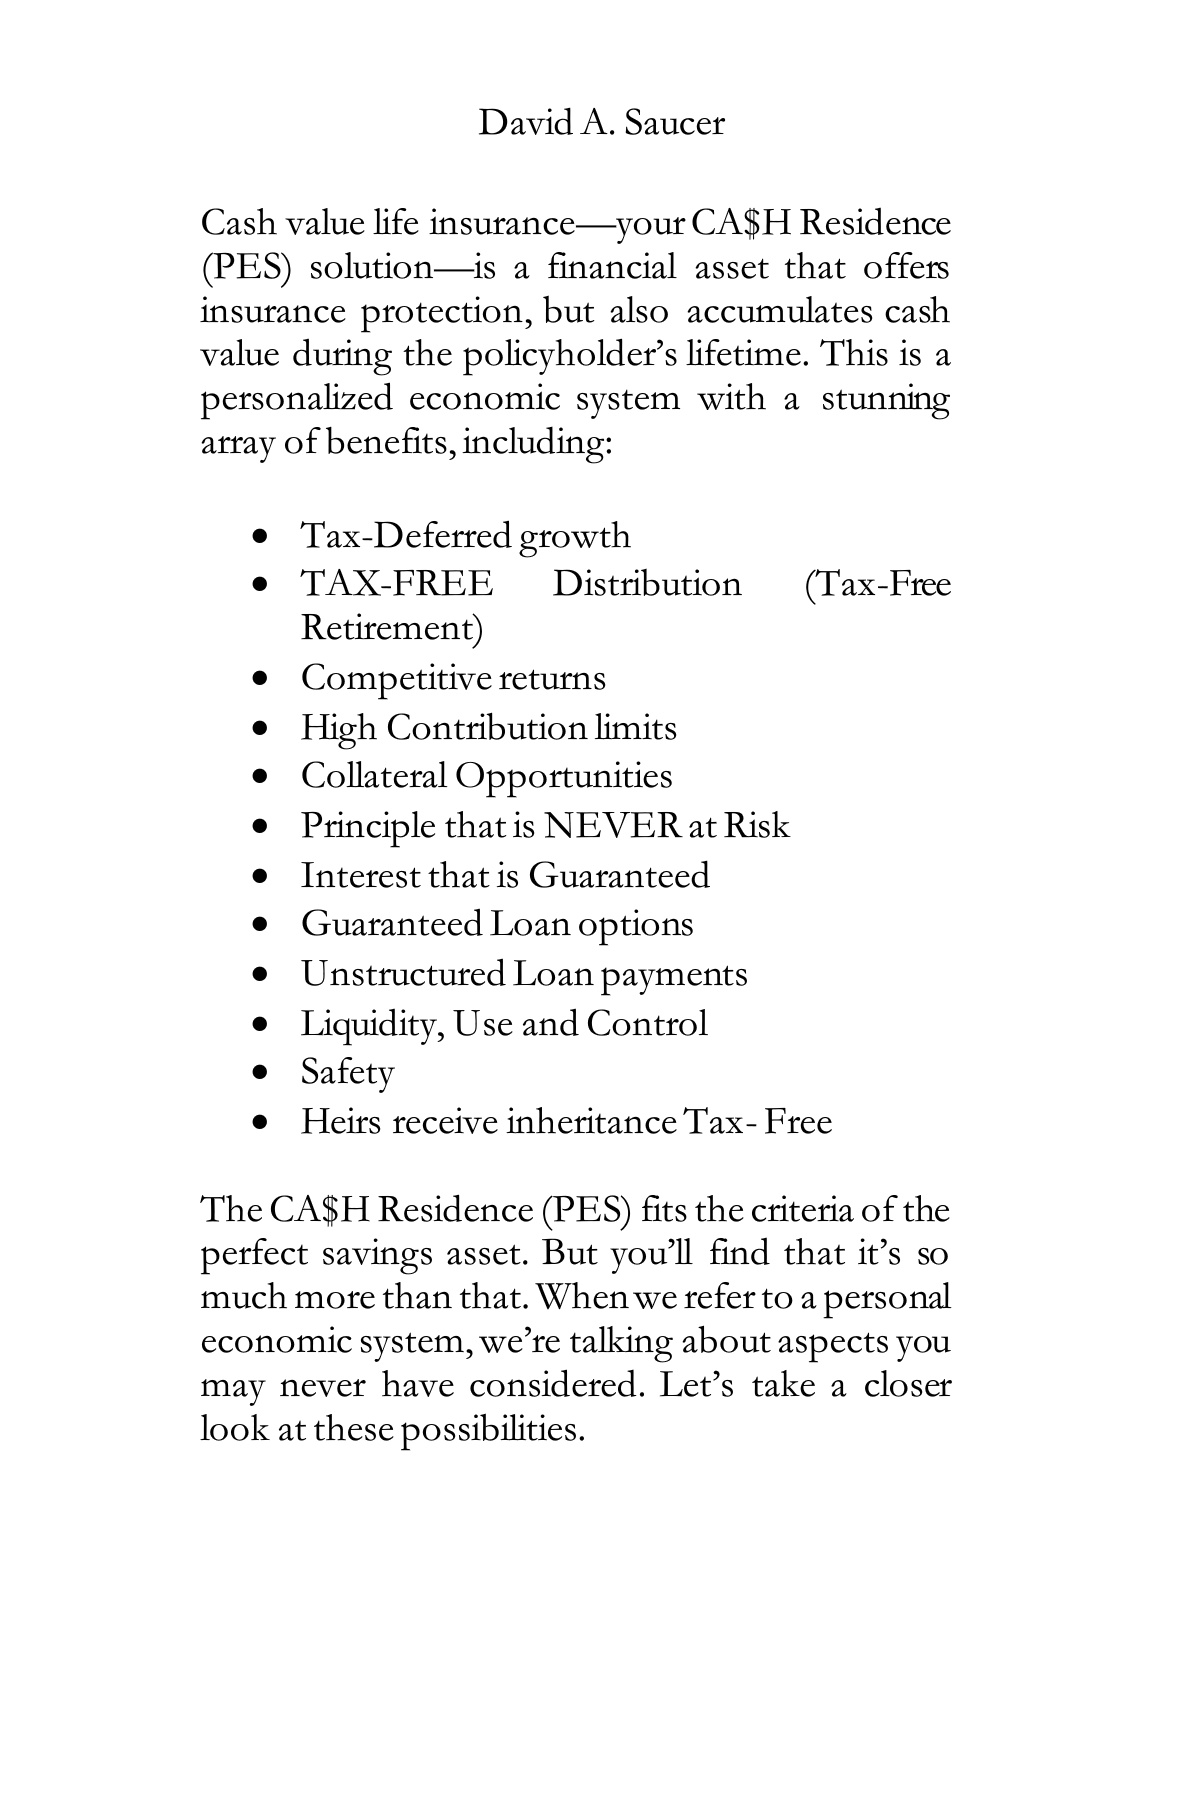 David A. Saucer
Cash value life insurance—your CA$H Residence
(PES) solution—is a financial asset that offers
insurance protection, but also accumulates cash
value during the policyholder’s lifetime. This is a
personalized economic system with a stunning
array of benefits, including:
• Tax-Deferred growth
• TAX-FREE Distribution (Tax-Free
Retirement)
• Competitive returns
• High Contribution limits
• Collateral Opportunities
• Principle that is NEVER at Risk
• Interest that is Guaranteed
• Guaranteed Loan options
• Unstructured Loan payments
• Liquidity, Use and Control
• Safety
• Heirs receive inheritance Tax- Free
The CA$H Residence (PES) fits the criteria of the
perfect savings asset. But you’ll find that it’s so
much more than that. When we refer to a personal
economic system, we’re talking about aspects you
may never have considered. Let’s take a closer
look at these possibilities.